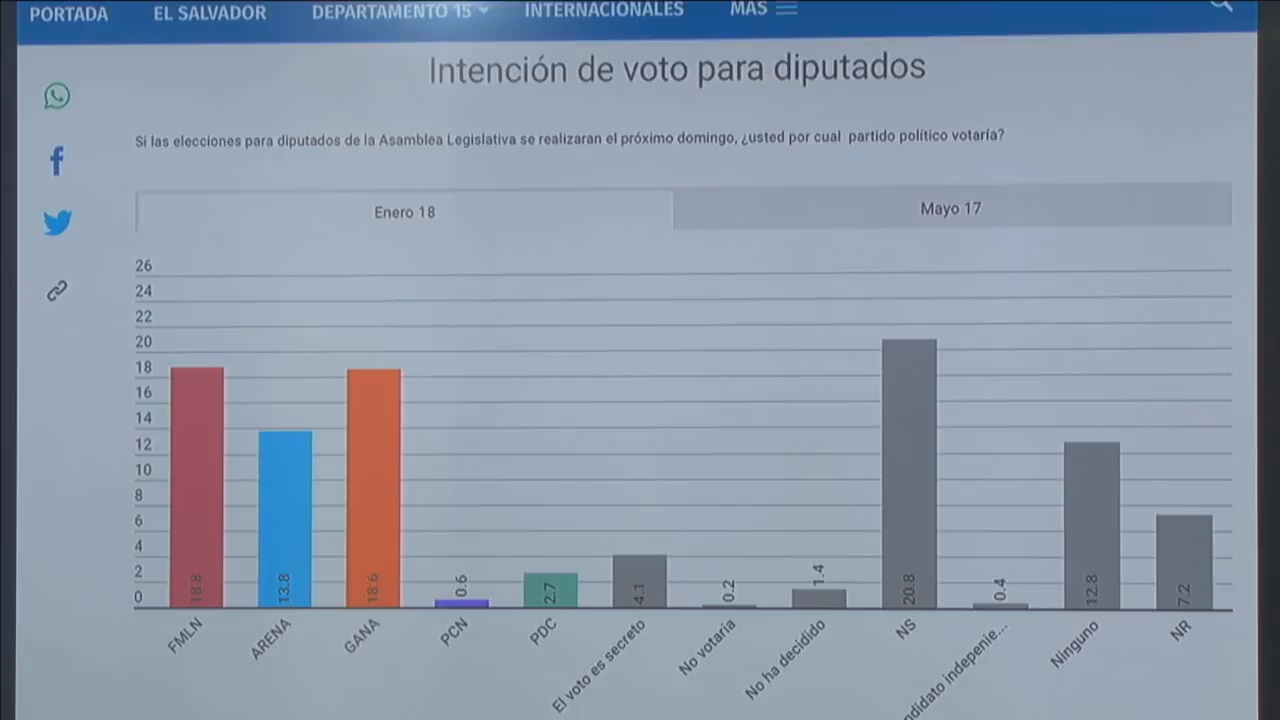 PORTADA EL SALVADOR DEPARTAMENTO 15 INTERNACIONALES MÁS
Intención de voto para diputados
Si las elecciones para diputados de la Asamblea Legislativa se realizaran el próximo domingo, ¿usted por cual partido político votaría?
Enero 18 Mayo 17
26
24
22
20
18
16
14
12
10
8
6
4
2
0
18.8 13.8 18.6 0.6 2.7 4.1 0.2 1.4 20.8 0.4 12.8 7.2
FMLN ARENA GANA PCN PDC El voto es secreto No votaria No ha decidido NS ndidato indepenie... Ninguno NR